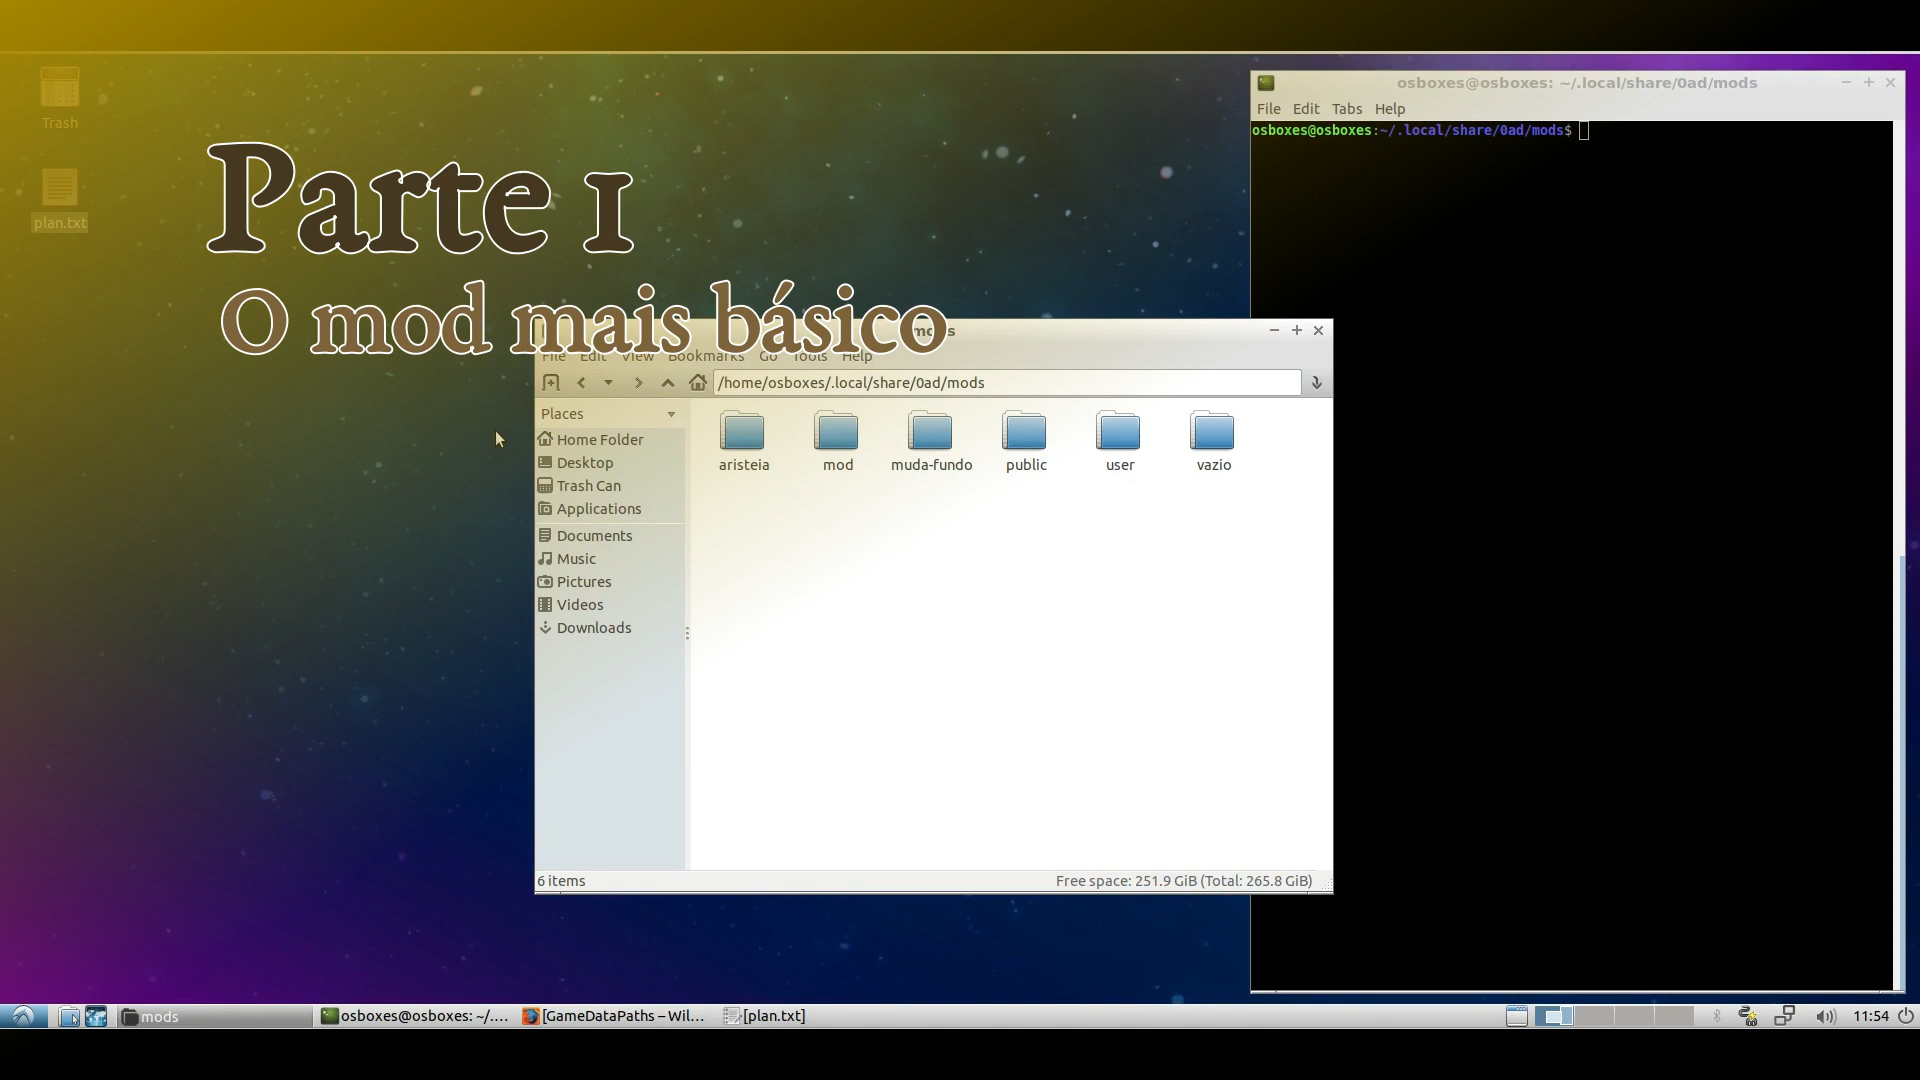 Trash
plan.txt
Parte 1
O mod mais básico
osboxes@osboxes: ~/.local/share/0ad/mods
File Edit Tabs Help
osboxes@osboxes:~/.local/share/0ad/mods$
mods
File Edit View Bookmarks Go Tools Help
/home/osboxes/.local/share/0ad/mods
Places
Home Folder
Desktop
Trash Can
Applications
Documents
Music
Pictures
Videos
Downloads
aristeia mod muda-fundo public user vazio
6 items Free space: 251.9 GiB (Total: 265.8 GiB)
mods osboxes@osboxes: ~/.... [GameDataPaths – Wil... [plan.txt] 11:54